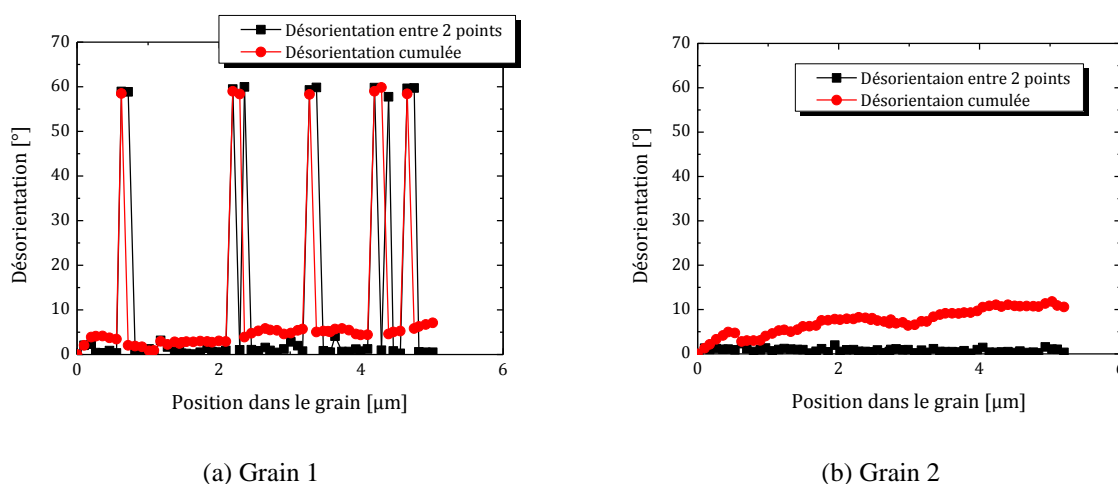 Désorientation entre 2 points
Désorientation cumulée
70
60
50
40
30
20
10
0
Désorientation [°]
0
2
4
6
Position dans le grain [µm]
(a) Grain 1
Désorientaion entre 2 points
Désorientaion cumulée
70
60
50
40
30
20
10
0
Désorientation [°]
0
2
4
6
Position dans le grain [µm]
(b) Grain 2